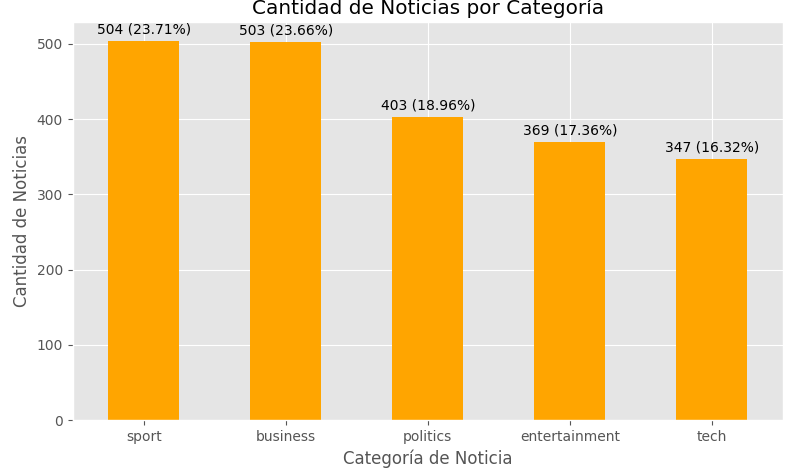 Cantidad de Noticias por Categoría
504 (23.71%)
503 (23.66%)
403 (18.96%)
369 (17.36%)
347 (16.32%)
500
400
300
200
100
0
Cantidad de Noticias
sport
business
politics
entertainment
tech
Categoría de Noticia